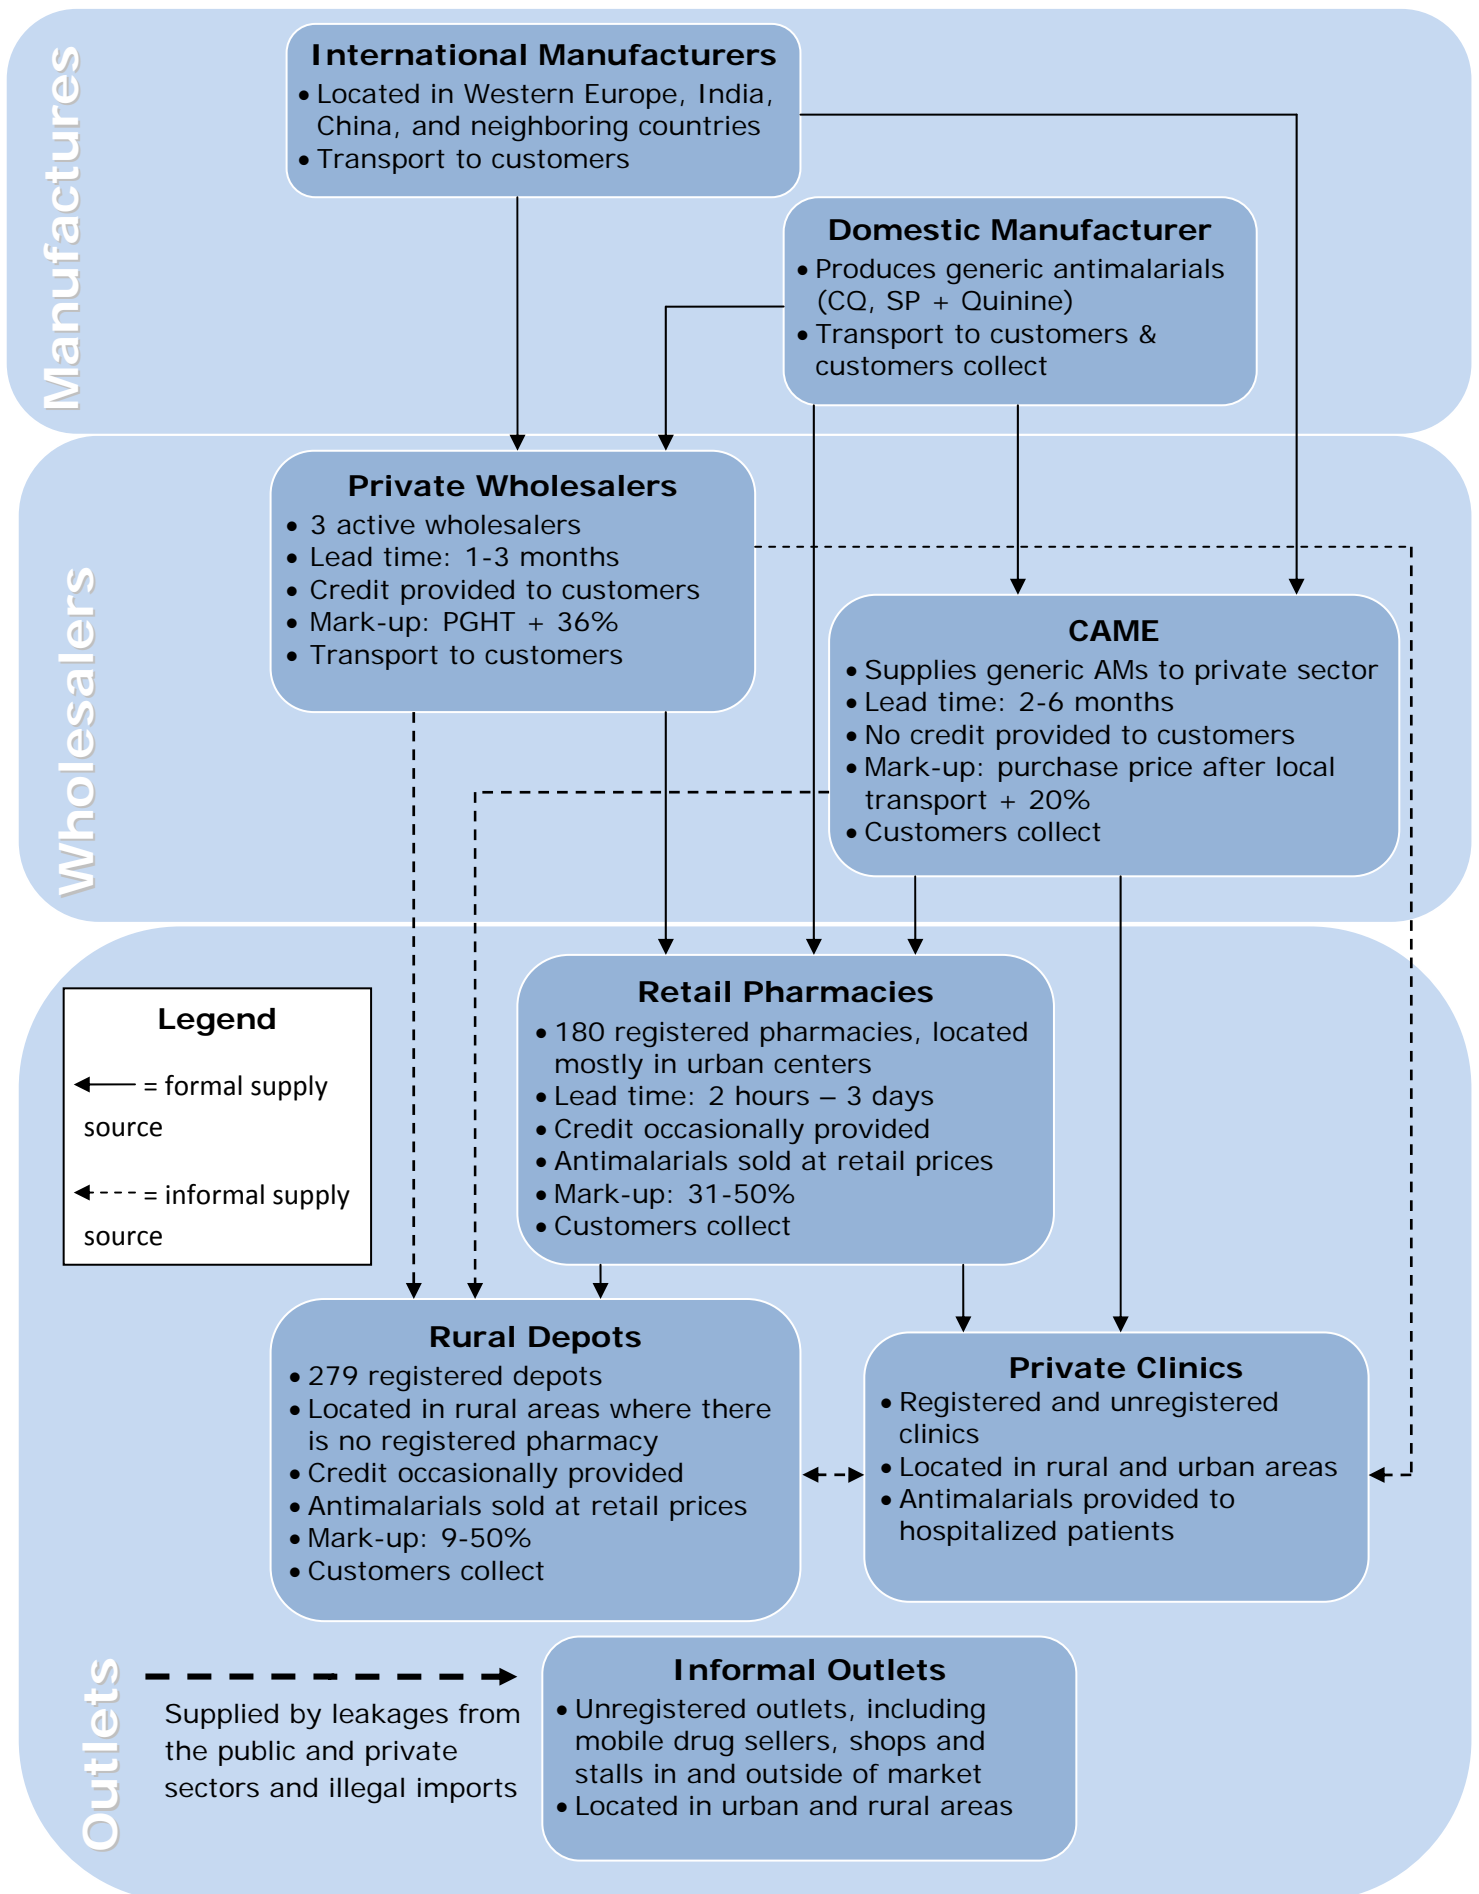 Manufactures
International Manufacturers
• Located in Western Europe, India,
China, and neighboring countries
• Transport to customers
Domestic Manufacturer
• Produces generic antimalarials
(CQ, SP + Quinine)
• Transport to customers &
customers collect
Wholesalers
Private Wholesalers
• 3 active wholesalers
• Lead time: 1-3 months
• Credit provided to customers
• Mark-up: PGHT + 36%
• Transport to customers
CAME
• Supplies generic AMs to private sector
• Lead time: 2-6 months
• No credit provided to customers
• Mark-up: purchase price after local
transport + 20%
• Customers collect
Outlets
Legend
= formal supply
source
= informal supply
source
Retail Pharmacies
• 180 registered pharmacies, located
mostly in urban centers
• Lead time: 2 hours – 3 days
• Credit occasionally provided
• Antimalarials sold at retail prices
• Mark-up: 31-50%
• Customers collect
Rural Depots
• 279 registered depots
• Located in rural areas where there
is no registered pharmacy
• Credit occasionally provided
• Antimalarials sold at retail prices
• Mark-up: 9-50%
• Customers collect
Private Clinics
• Registered and unregistered
clinics
• Located in rural and urban areas
• Antimalarials provided to
hospitalized patients
Supplied by leakages from
the public and private
sectors and illegal imports
Informal Outlets
• Unregistered outlets, including
mobile drug sellers, shops and
stalls in and outside of market
• Located in urban and rural areas